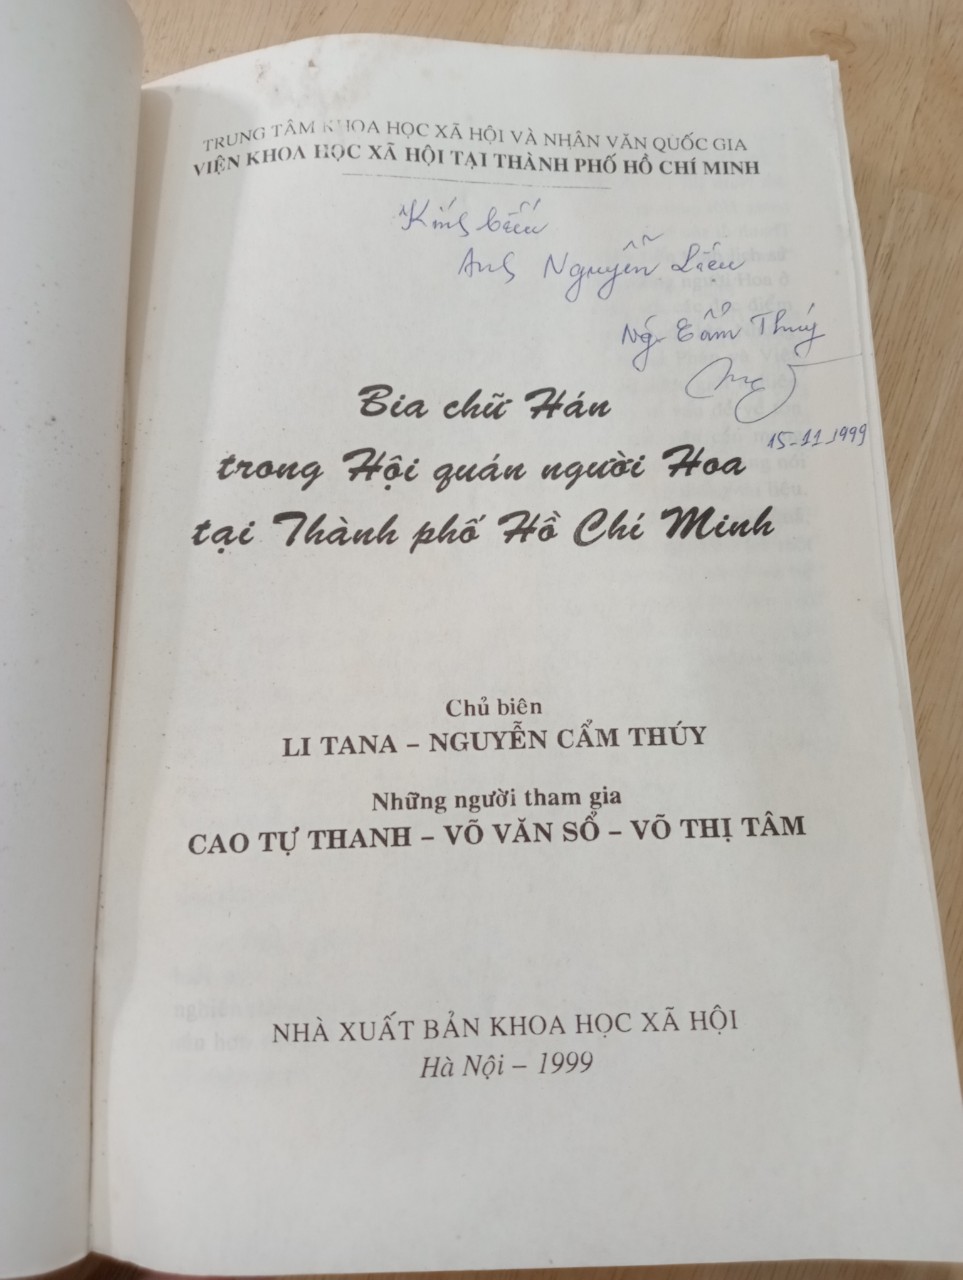 TRUNG TÂM KHOA HỌC XÃ HỘI VÀ NHÂN VĂN QUỐC GIA
VIỆN KHOA HỌC XÃ HỘI TẠI THÀNH PHỐ HỒ CHÍ MINH
Kính biếu
Anh Nguyễn Liêu
Ng. Cẩm Thúy
15-11-1999
Bia chữ Hán
trong Hội quán người Hoa
tại Thành phố Hồ Chí Minh
Chủ biên
LI TANA – NGUYỄN CẨM THÚY
Những người tham gia
CAO TỰ THANH – VÕ VĂN SỔ – VÕ THỊ TÂM
NHÀ XUẤT BẢN KHOA HỌC XÃ HỘI
Hà Nội – 1999